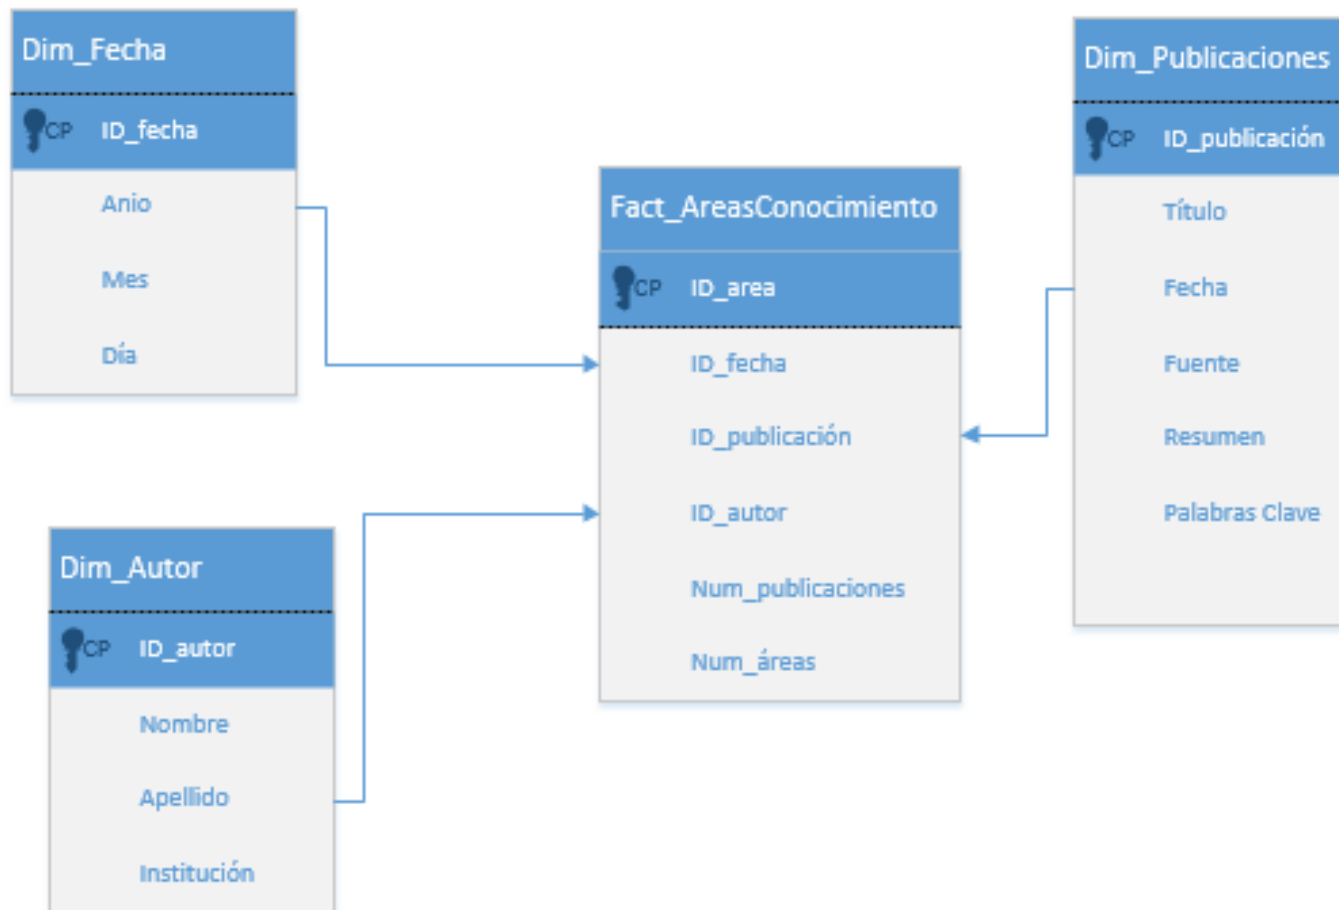 Dim_Fecha
CP ID_fecha
Anio
Mes
Día
Fact_AreasConocimiento
CP ID_area
ID_fecha
ID_publicación
ID_autor
Num_publicaciones
Num_áreas
Dim_Publicaciones
CP ID_publicación
Título
Fecha
Fuente
Resumen
Palabras Clave
Dim_Autor
CP ID_autor
Nombre
Apellido
Institución